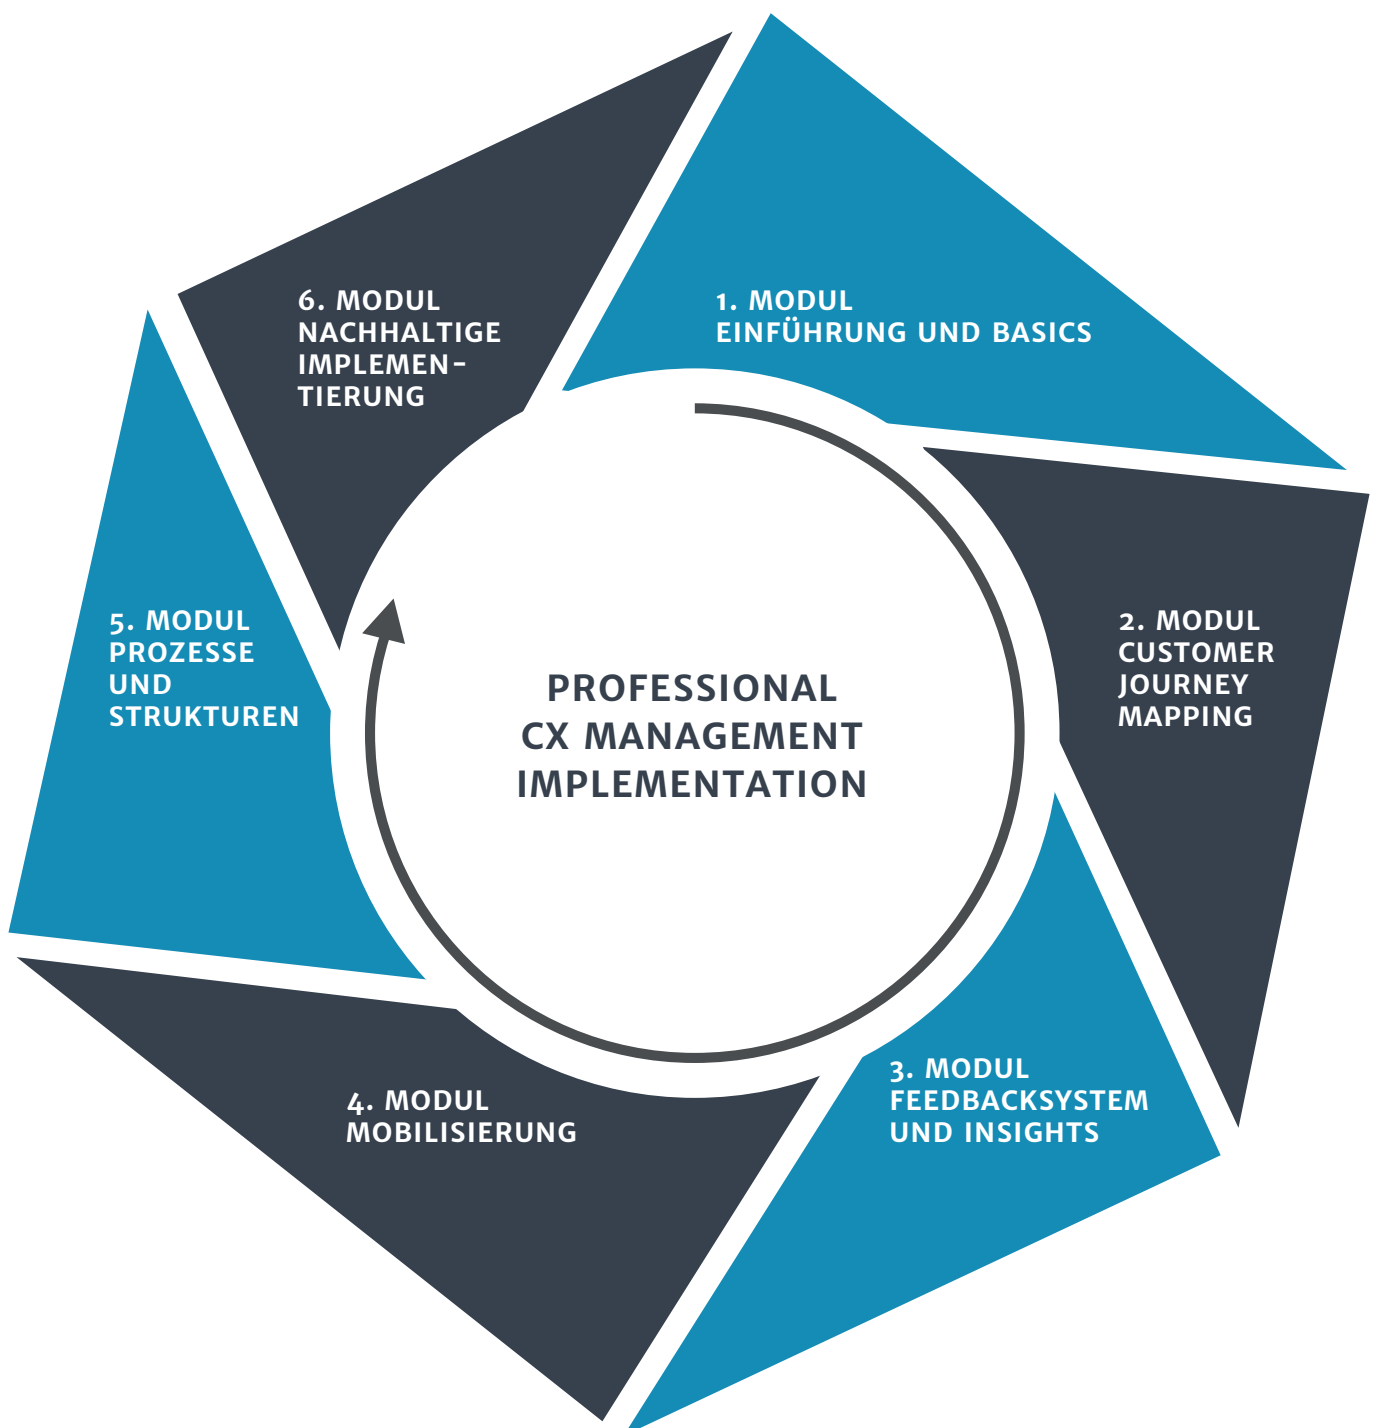 1. MODUL
EINFÜHRUNG UND BASICS
2. MODUL
CUSTOMER
JOURNEY
MAPPING
3. MODUL
FEEDBACKSYSTEM
UND INSIGHTS
4. MODUL
MOBILISIERUNG
5. MODUL
PROZESSE
UND
STRUKTUREN
6. MODUL
NACHHALTIGE
IMPLEMEN-
TIERUNG
PROFESSIONAL
CX MANAGEMENT
IMPLEMENTATION